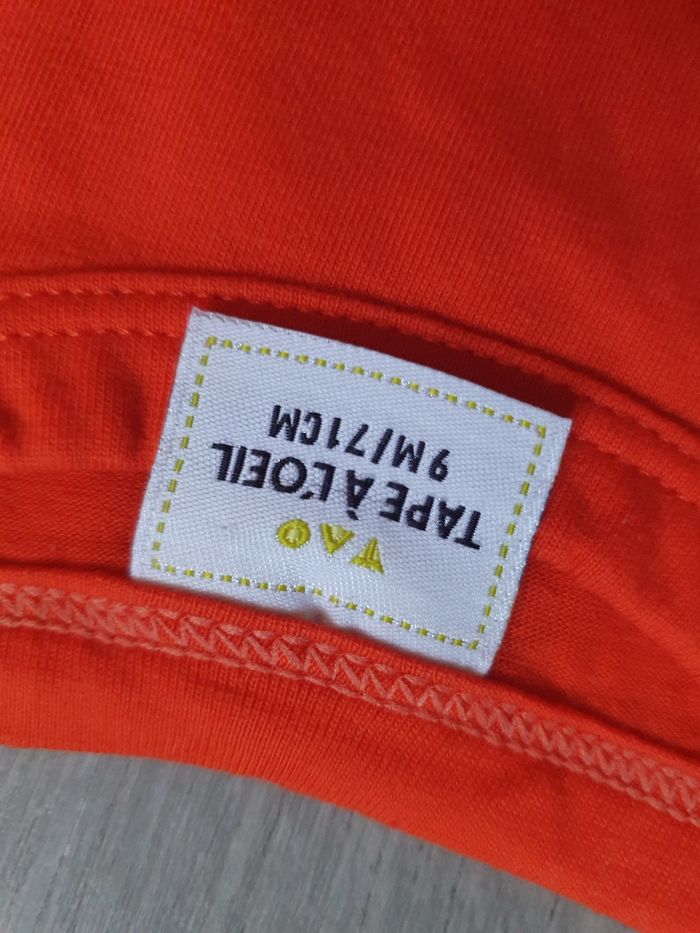 TAO
TAPE À L'OEIL
9M/71CM